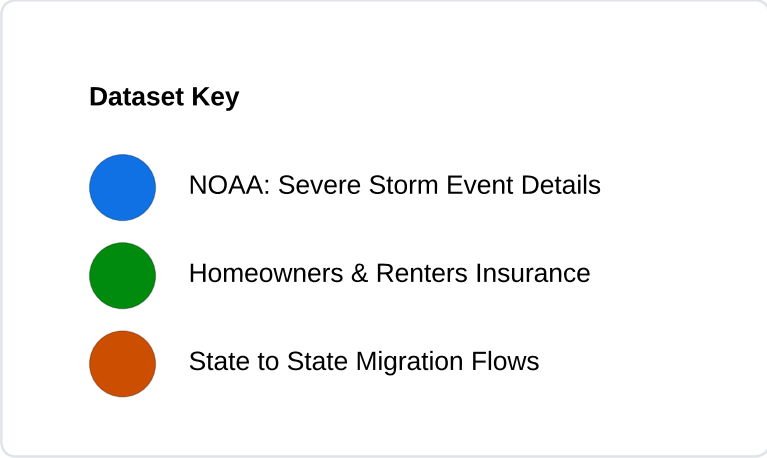 Dataset Key
NOAA: Severe Storm Event Details
Homeowners & Renters Insurance
State to State Migration Flows